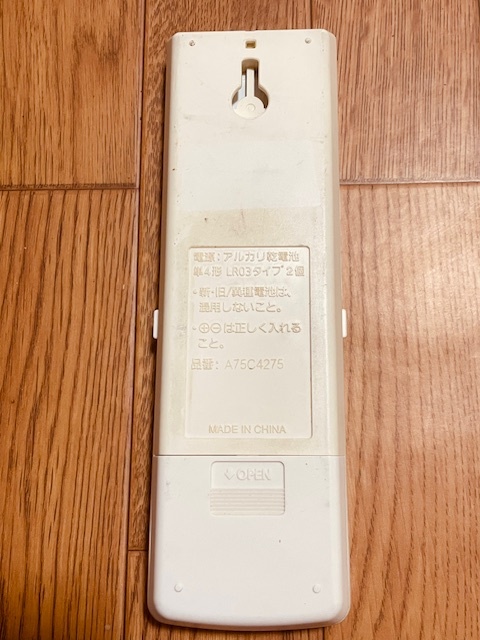 電源：アルカリ乾電池
単4形 LR03タイプ 2個
・新・旧/異種電池は、
混用しないこと。
・⊕⊖は正しく入れる
こと。
品番：A75C4275
MADE IN CHINA
OPEN